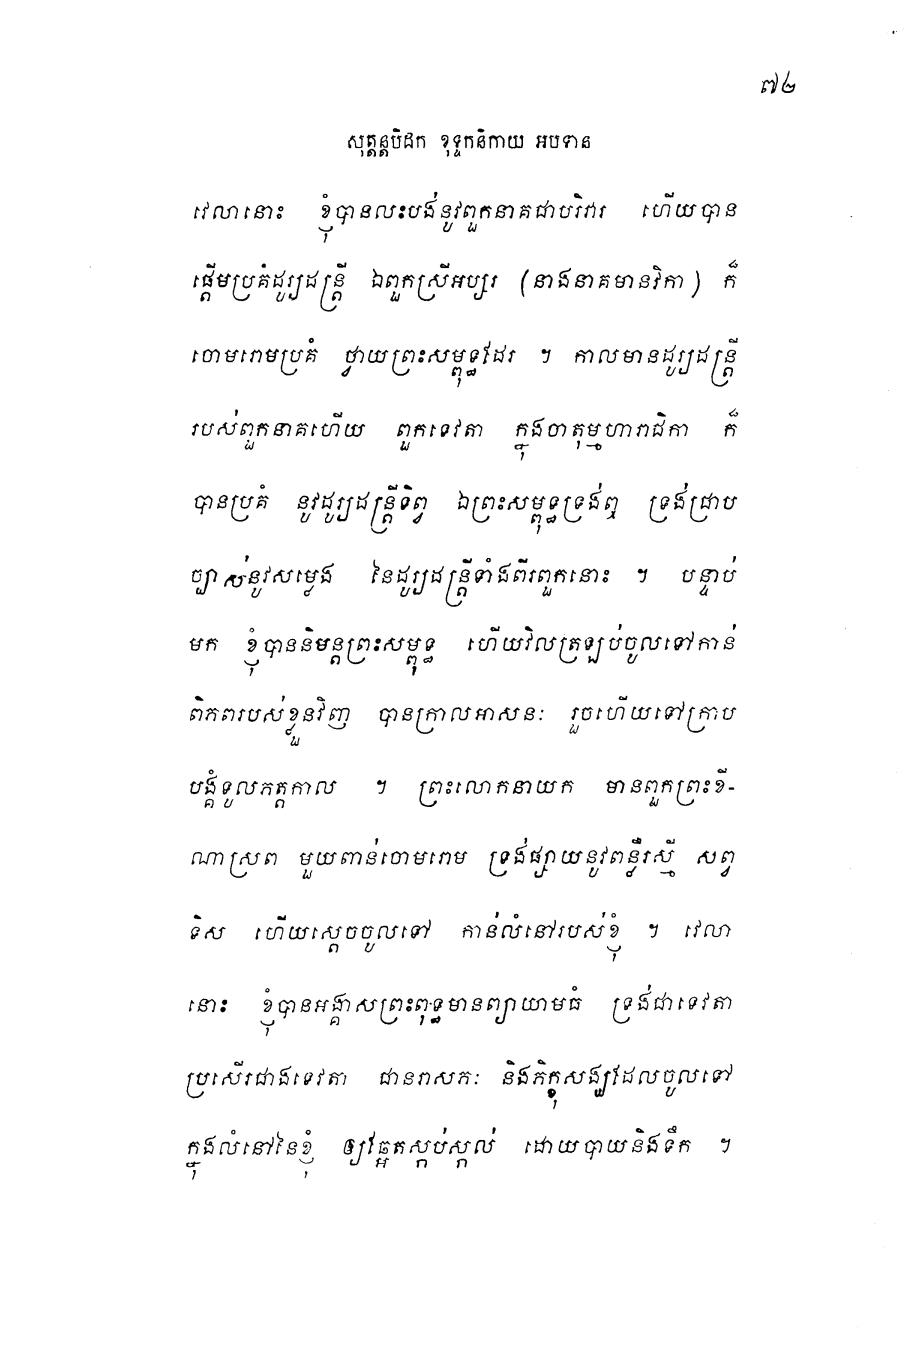 ៧៤
សុត្តន្តបិដក ខុទ្ទកនិកាយ អបទាន
វេលានោះ ខ្ញុំបានលះបង់នូវពួកនាគជាបរិវារ ហើយបាន
ផ្តើមប្រគំដូរ្យដន្ត្រី ឯពួកស្រីអប្សរ (នាងនាគមានវិកា) ក៏
ចោមរោមប្រគំ ថ្វាយព្រះសម្ពុទ្ធដែរ ។ កាលមានដូរ្យដន្ត្រី
របស់ពួកនាគហើយ ពួកទេវតា ក្នុងចាតុម្មហារាជិកា ក៏
បានប្រគំ នូវដូរ្យដន្ត្រីទិព្វ ឯព្រះសម្ពុទ្ធទ្រង់ឮ ទ្រង់ជ្រាប
ច្បាស់នូវសម្លេង នៃដូរ្យដន្ត្រីទាំងពីរពួកនោះ ។ បន្ទាប់
មក ខ្ញុំបាននិមន្តព្រះសម្ពុទ្ធ ហើយវិលត្រឡប់ចូលទៅកាន់
ពិភពរបស់ខ្លួនវិញ បានក្រាលអាសនៈ រួចហើយទៅក្រាប
បង្គំទូលភត្តកាល ។ ព្រះលោកនាយក មានពួកព្រះខី-
ណាស្រព មួយពាន់ចោមរោម ទ្រង់ផ្សាយនូវពន្លឺរស្មី សព្វ
ទិស ហើយស្តេចចូលទៅ កាន់លំនៅរបស់ខ្ញុំ ។ វេលា
នោះ ខ្ញុំបានអង្គាសព្រះពុទ្ធមានព្យាយាមធំ ទ្រង់ជាទេវតា
ប្រសើរជាងទេវតា ជានរាសភៈ និងភិក្ខុសង្ឃដែលចូលទៅ
ក្នុងលំនៅនៃខ្ញុំ ឲ្យឆ្អែតស្កប់ស្កល់ ដោយបាយនិងទឹក ។